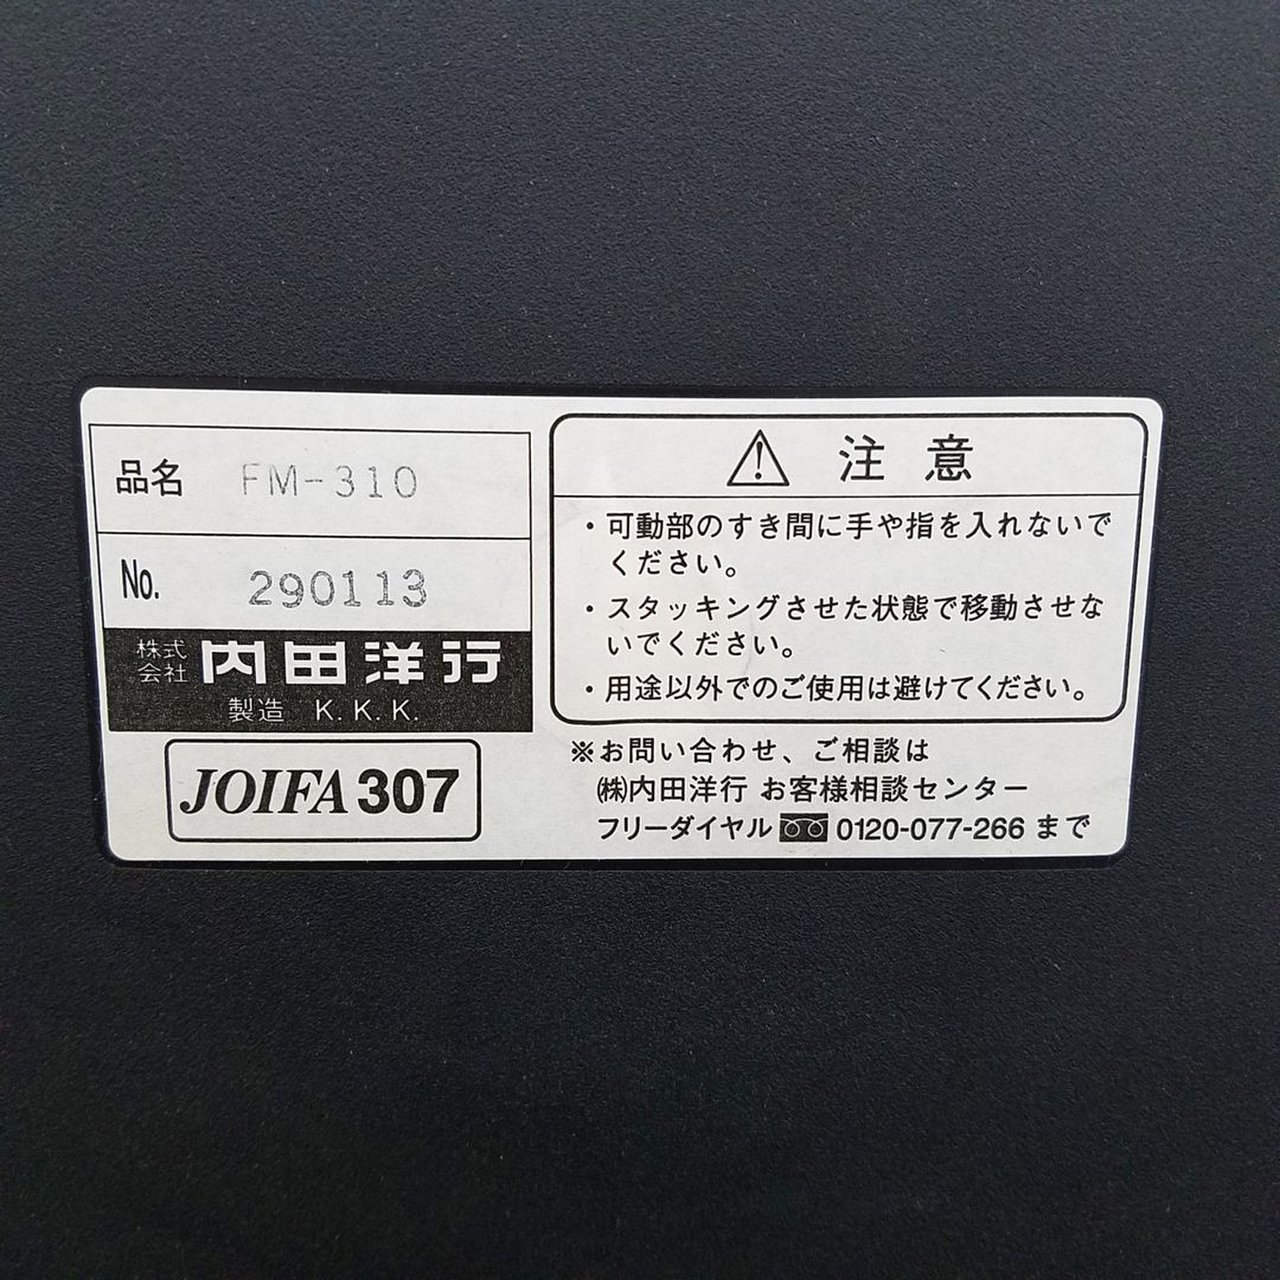 品名 FM-310
No. 290113
株式会社 内田洋行
製造 K.K.K.
JOIFA 307
⚠ 注意
・可動部のすき間に手や指を入れないで
ください。
・スタッキングさせた状態で移動させな
いでください。
・用途以外でのご使用は避けてください。
※お問い合わせ、ご相談は
㈱内田洋行 お客様相談センター
フリーダイヤル 0120-077-266 まで